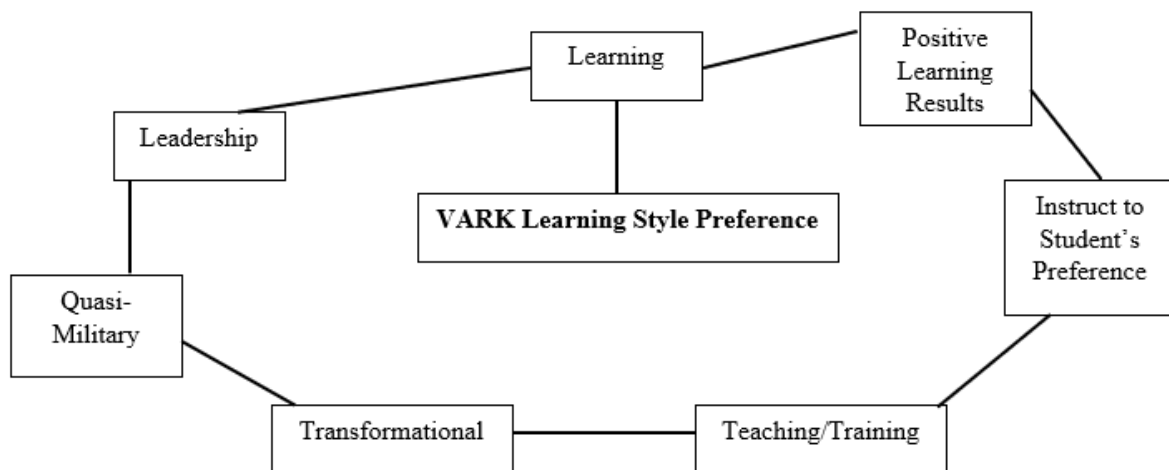 Positive
Learning
Results
Learning
Leadership
VARK Learning Style Preference
Instruct to
Student’s
Preference
Quasi-
Military
Transformational
Teaching/Training